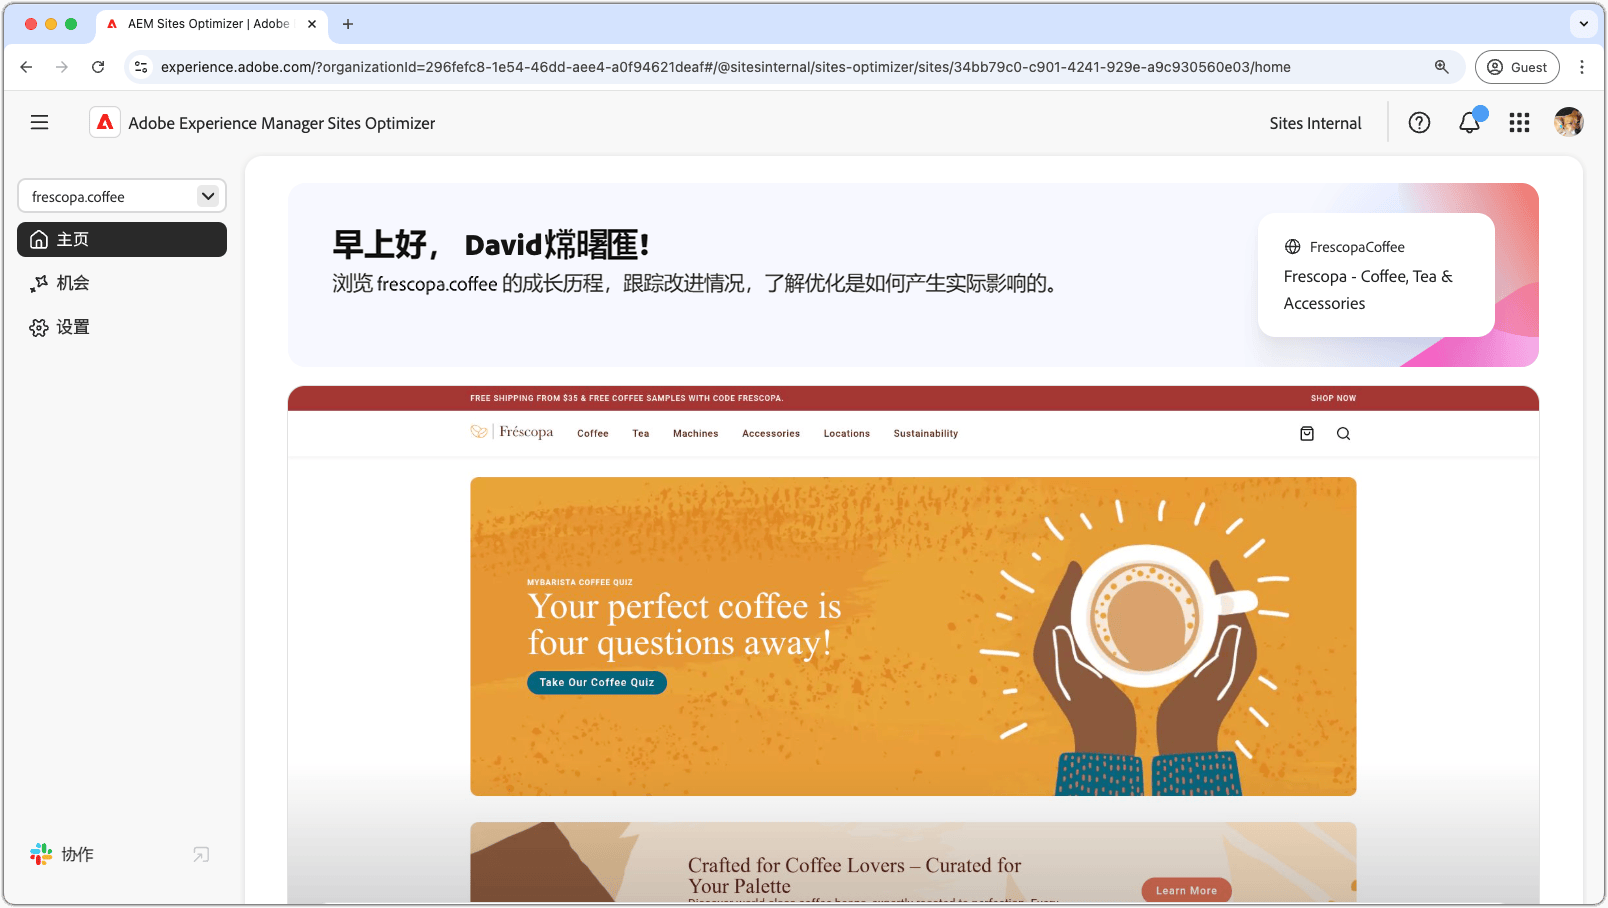 AEM Sites Optimizer | Adobe
experience.adobe.com/?organizationId=296fefc8-1e54-46dd-aee4-a0f94621deaf#/@sitesinternal/sites-optimizer/sites/34bb79c0-c901-4241-929e-a9c930560e03/home
Guest
Adobe Experience Manager Sites Optimizer
Sites Internal
frescopa.coffee
主页
机会
设置
协作
早上好， David㷂曙匯!
浏览 frescopa.coffee 的成长历程，跟踪改进情况，了解优化是如何产生实际影响的。
FrescopaCoffee
Frescopa - Coffee, Tea &
Accessories
FREE SHIPPING FROM $35 & FREE COFFEE SAMPLES WITH CODE FRESCOPA.
SHOP NOW
Fréscopa
Coffee Tea Machines Accessories Locations Sustainability
MYBARISTA COFFEE QUIZ
Your perfect coffee is
four questions away!
Take Our Coffee Quiz
Crafted for Coffee Lovers – Curated for
Your Palette
Learn More